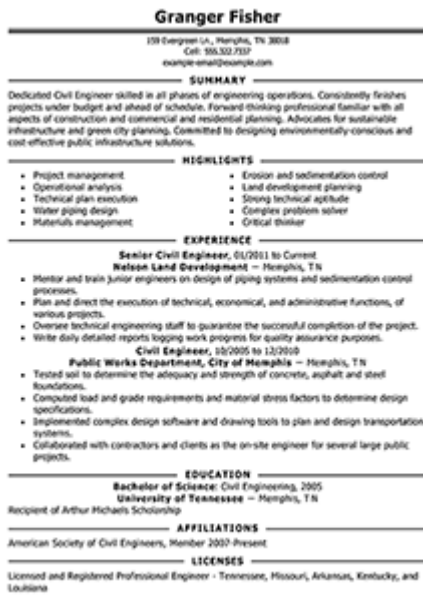 Granger Fisher
159 Evergreen Ln., Memphis, TN 38018
Cell: 555.322.7337
example-email@example.com
SUMMARY
Dedicated Civil Engineer skilled in all phases of engineering operations. Consistently finishes
projects under budget and ahead of schedule. Forward-thinking professional familiar with all
aspects of construction and commercial and residential planning. Advocates for sustainable
infrastructure and green city planning. Committed to designing environmentally-conscious and
cost-effective public infrastructure solutions.
HIGHLIGHTS
• Project management
• Operational analysis
• Technical plan execution
• Water piping design
• Materials management
• Erosion and sedimentation control
• Land development planning
• Strong technical aptitude
• Complex problem solver
• Critical thinker
EXPERIENCE
Senior Civil Engineer, 01/2011 to Current
Nelson Land Development — Memphis, TN
• Mentor and train junior engineers on design of piping systems and sedimentation control
processes.
• Plan and direct the execution of technical, economical, and administrative functions, of
various projects.
• Oversee technical engineering staff to guarantee the successful completion of the project.
• Write daily detailed reports logging work progress for quality assurance purposes.
Civil Engineer, 10/2005 to 12/2010
Public Works Department, City of Memphis — Memphis, TN
• Tested soil to determine the adequacy and strength of concrete, asphalt and steel
foundations.
• Computed load and grade requirements and material stress factors to determine design
specifications.
• Implemented complex design software and drawing tools to plan and design transportation
systems.
• Collaborated with contractors and clients as the on-site engineer for several large public
projects.
EDUCATION
Bachelor of Science: Civil Engineering, 2005
University of Tennessee — Memphis, TN
Recipient of Arthur Michaels Scholarship
AFFILIATIONS
American Society of Civil Engineers, Member 2007-Present
LICENSES
Licensed and Registered Professional Engineer - Tennessee, Missouri, Arkansas, Kentucky, and
Louisiana